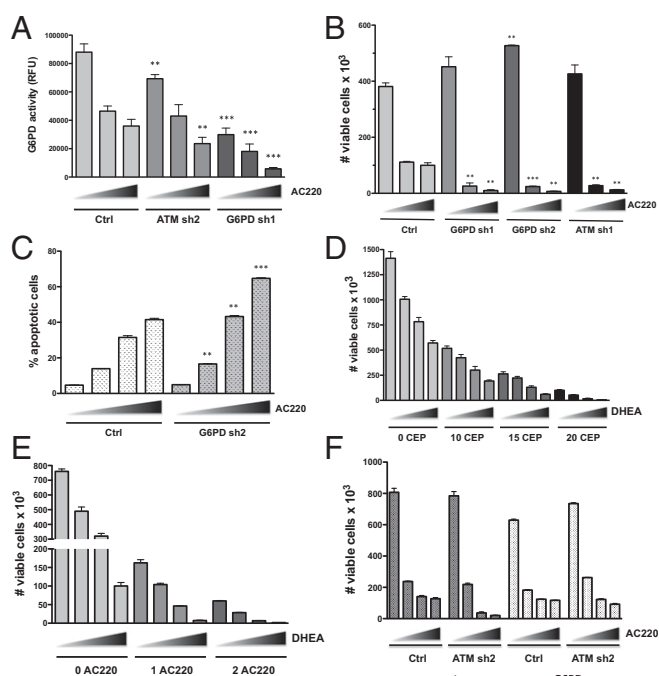 A
G6PD activity (RFU)
100000
80000
60000
40000
20000
0
**
**
***
***
***
AC220
Ctrl ATM sh2 G6PD sh1
B
# viable cells x 10³
600
400
200
0
**
** **
*** **
** **
AC220
Ctrl G6PD sh1 G6PD sh2 ATM sh1
C
% apoptotic cells
80
60
40
20
0
**
**
***
AC220
Ctrl G6PD sh2
D
# viable cells x 10³
1500
1250
1000
750
500
250
0
DHEA
0 CEP 10 CEP 15 CEP 20 CEP
E
# viable cells x 10³
800
700
600
500
400
300
200
150
100
50
0
DHEA
0 AC220 1 AC220 2 AC220
F
# viable cells x 10³
1000
800
600
400
200
0
AC220
Ctrl ATM sh2 Ctrl ATM sh2